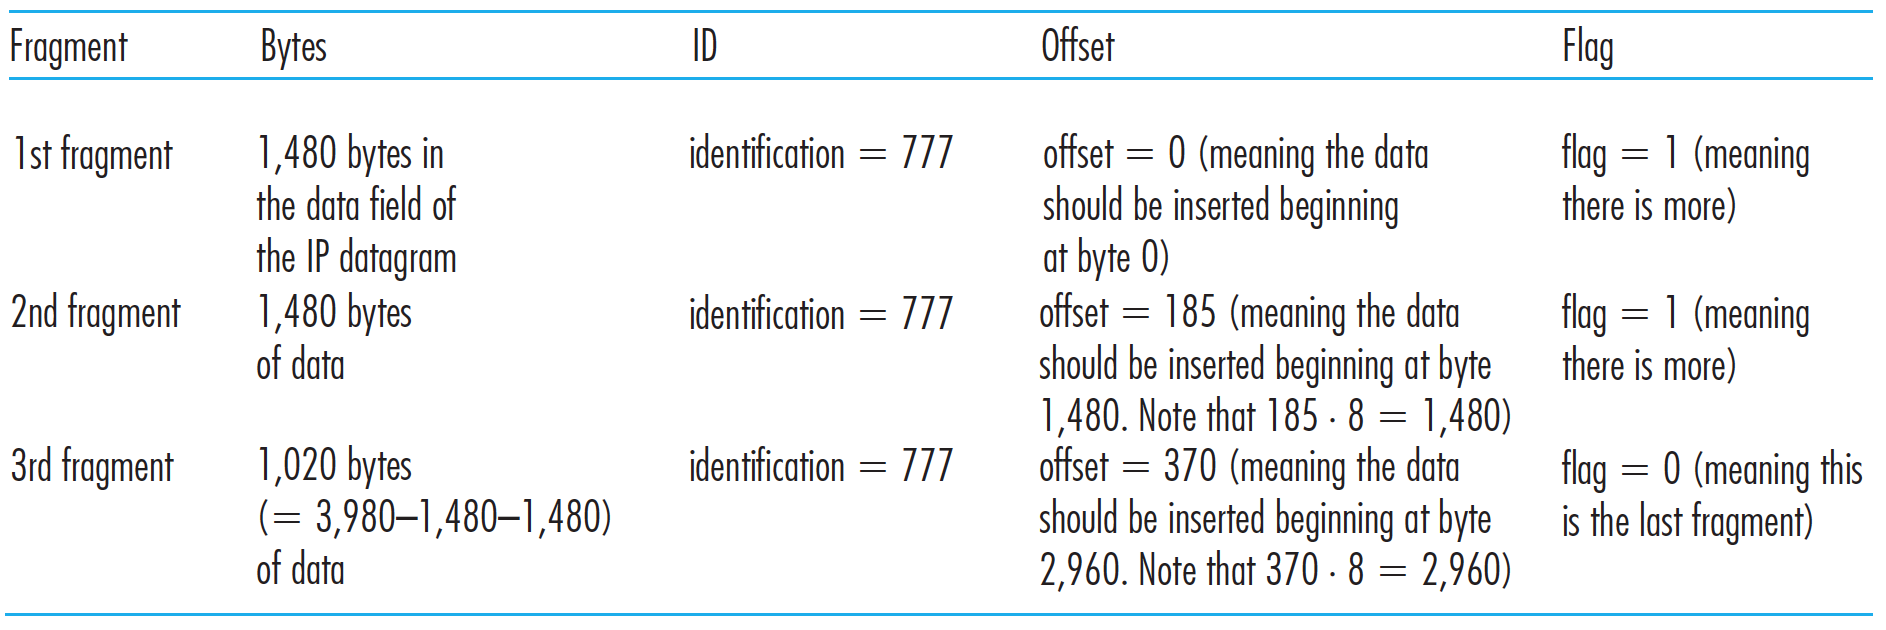 Fragment Bytes ID Offset Flag
1st fragment 1,480 bytes in identification = 777 offset = 0 (meaning the data flag = 1 (meaning
the data field of should be inserted beginning there is more)
the IP datagram at byte 0)
2nd fragment 1,480 bytes identification = 777 offset = 185 (meaning the data flag = 1 (meaning
of data should be inserted beginning at byte there is more)
1,480. Note that 185 · 8 = 1,480)
3rd fragment 1,020 bytes identification = 777 offset = 370 (meaning the data flag = 0 (meaning this
(= 3,980–1,480–1,480) should be inserted beginning at byte is the last fragment)
of data 2,960. Note that 370 · 8 = 2,960)